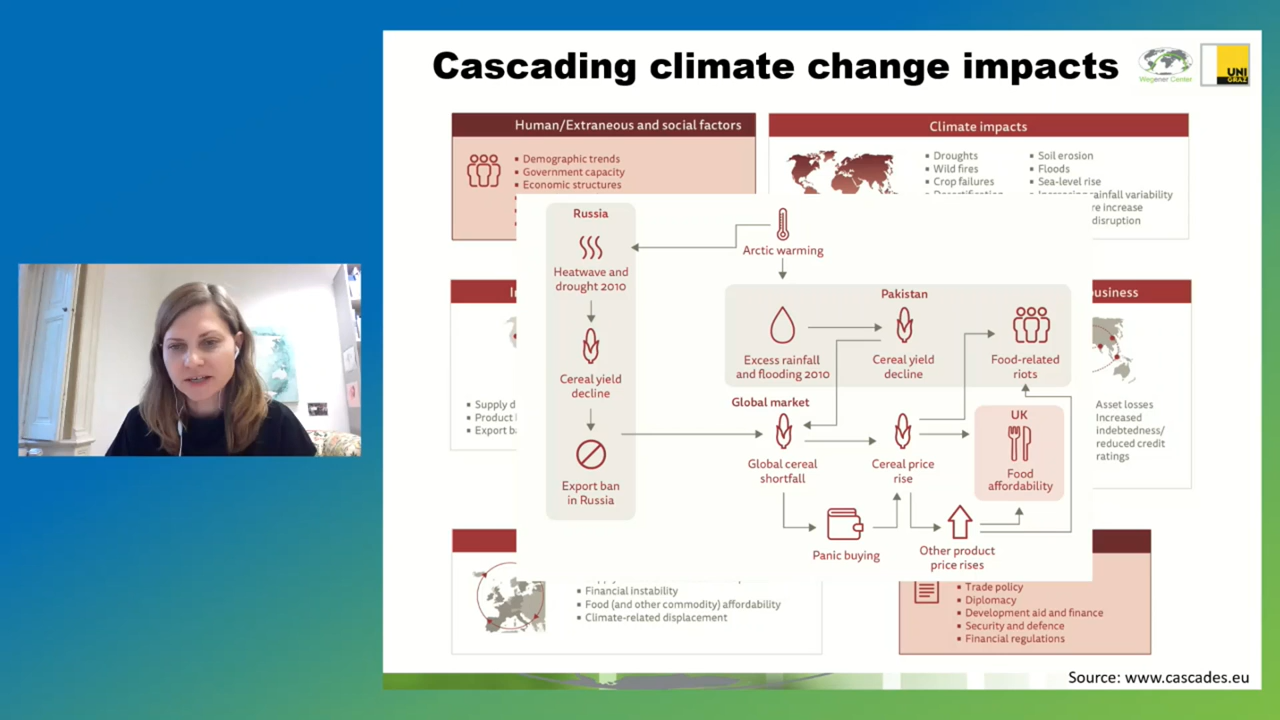 Cascading climate change impacts
Wegener Center
UNI
GRAZ
Human/Extraneous and social factors
Demographic trends
Government capacity
Economic structures
Climate impacts
Droughts
Wild fires
Crop failures
Soil erosion
Floods
Sea-level rise
rainfall variability
re increase
disruption
Russia
Heatwave and
drought 2010
Cereal yield
decline
Export ban
in Russia
Arctic warming
Pakistan
Excess rainfall
and flooding 2010
Cereal yield
decline
Food-related
riots
Global market
Global cereal
shortfall
Cereal price
rise
UK
Food
affordability
Panic buying
Other product
price rises
Supply d
Product
Export b
usiness
Asset losses
Increased
indebtedness/
reduced credit
ratings
Financial instability
Food (and other commodity) affordability
Climate-related displacement
Trade policy
Diplomacy
Development aid and finance
Security and defence
Financial regulations
Source: www.cascades.eu